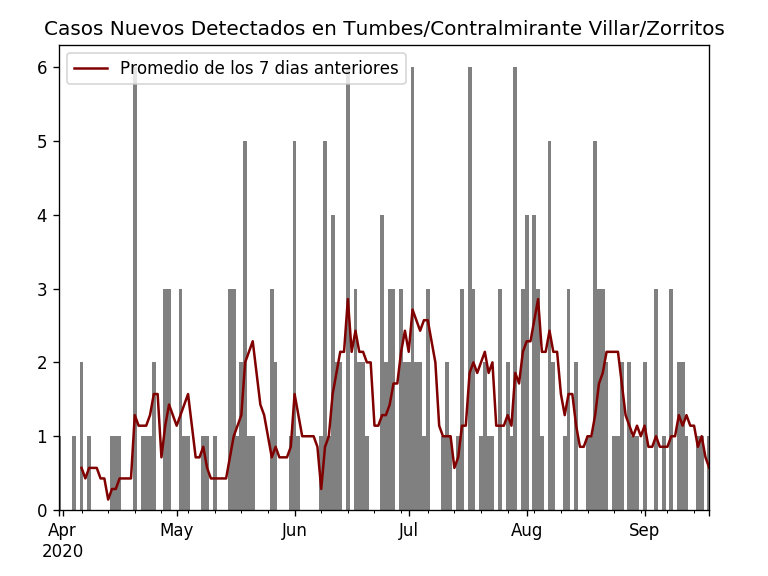 Casos Nuevos Detectados en Tumbes/Contralmirante Villar/Zorritos
Promedio de los 7 dias anteriores
6
5
4
3
2
1
0
Apr May Jun Jul Aug Sep
2020